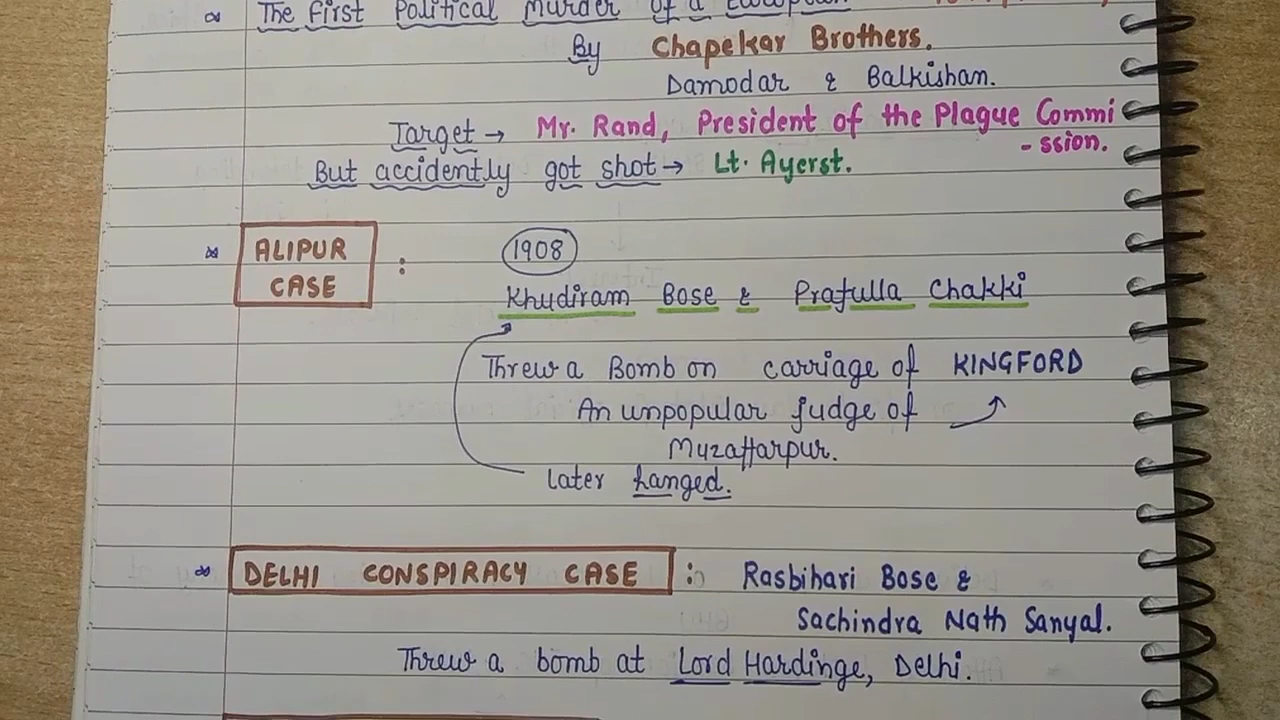 The First Political Murder of a European
By Chapekar Brothers.
Damodar & Balkishan.
Target → Mr. Rand, President of the Plague Commi
-ssion.
But accidently got shot → Lt. Ayerst.
ALIPUR CASE : 1908
Khudiram Bose & Prafulla Chakki
Threw a Bomb on carriage of KINGFORD
An unpopular judge of
Muzaffarpur.
Later hanged.
DELHI CONSPIRACY CASE : Rasbihari Bose &
Sachindra Nath Sanyal.
Threw a bomb at Lord Hardinge, Delhi.